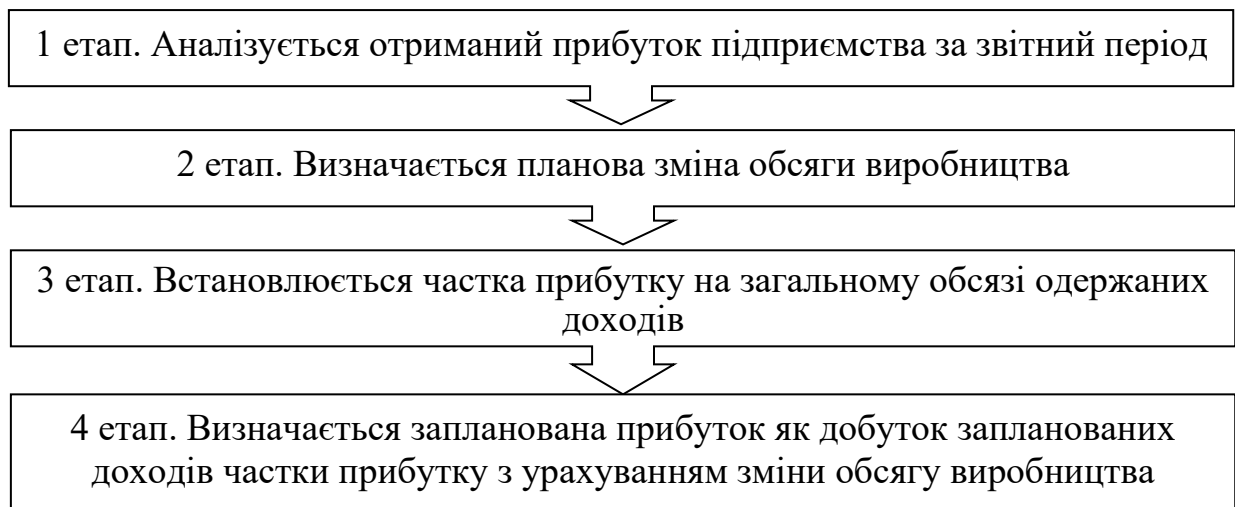 1 етап. Аналізується отриманий прибуток підприємства за звітний період
2 етап. Визначається планова зміна обсяги виробництва
3 етап. Встановлюється частка прибутку на загальному обсязі одержаних
доходів
4 етап. Визначається запланована прибуток як добуток запланованих
доходів частки прибутку з урахуванням зміни обсягу виробництва